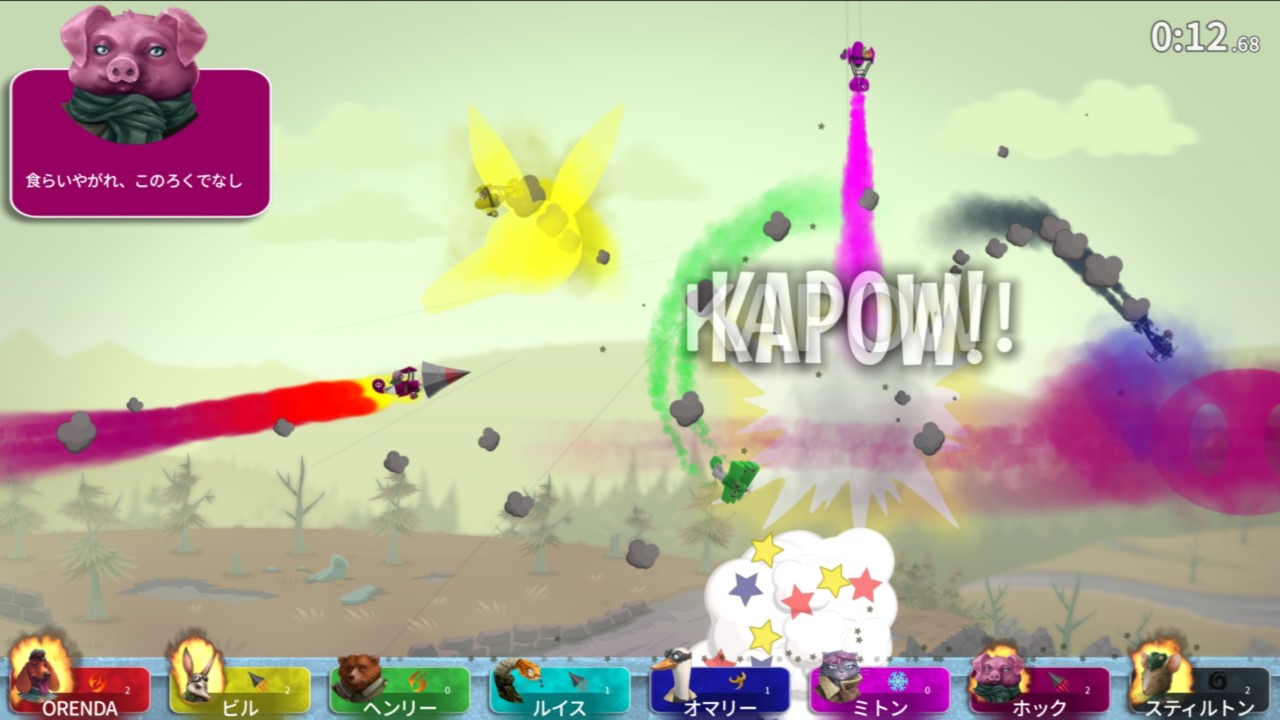 0:12.68
食らいやがれ、このろくでなし
KAPOW!!
2
2
0
1
1
0
2
2
ORENDA
ビル
ヘンリー
ルイス
オマリー
ミトン
ホック
スティルトン